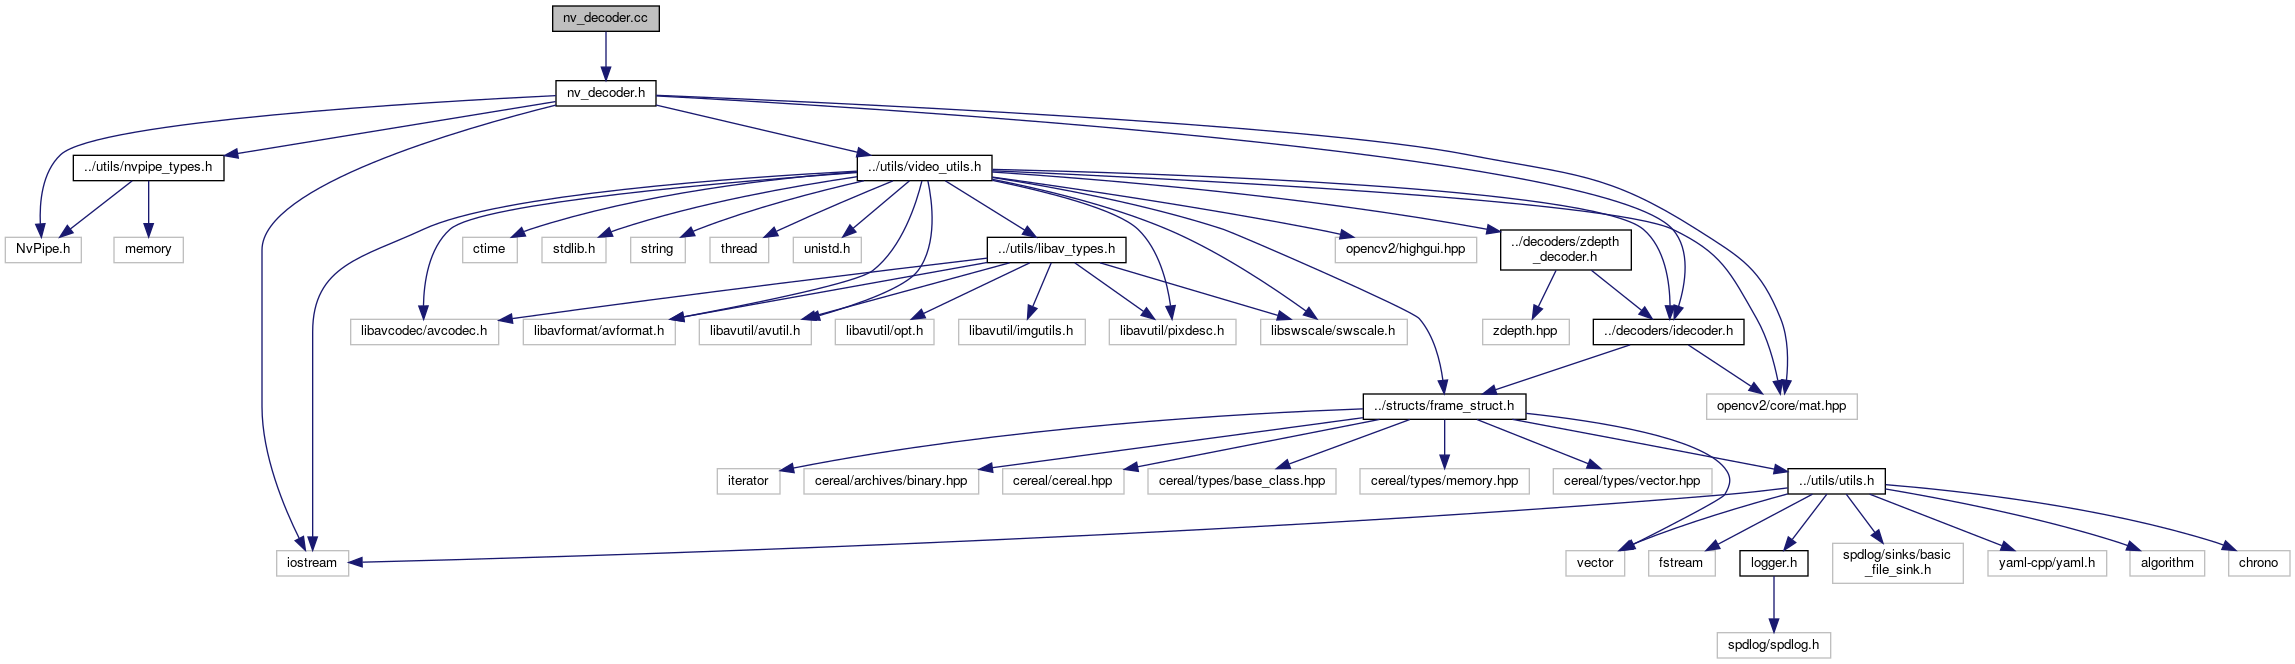 nv_decoder.cc
nv_decoder.h
../utils/nvpipe_types.h
../utils/video_utils.h
NvPipe.h
memory
ctime
stdlib.h
string
thread
unistd.h
../utils/libav_types.h
opencv2/highgui.hpp
../decoders/zdepth
_decoder.h
libavcodec/avcodec.h
libavformat/avformat.h
libavutil/avutil.h
libavutil/opt.h
libavutil/imgutils.h
libavutil/pixdesc.h
libswscale/swscale.h
zdepth.hpp
../decoders/idecoder.h
../structs/frame_struct.h
opencv2/core/mat.hpp
iterator
cereal/archives/binary.hpp
cereal/cereal.hpp
cereal/types/base_class.hpp
cereal/types/memory.hpp
cereal/types/vector.hpp
../utils/utils.h
iostream
vector
fstream
logger.h
spdlog/sinks/basic
_file_sink.h
yaml-cpp/yaml.h
algorithm
chrono
spdlog/spdlog.h